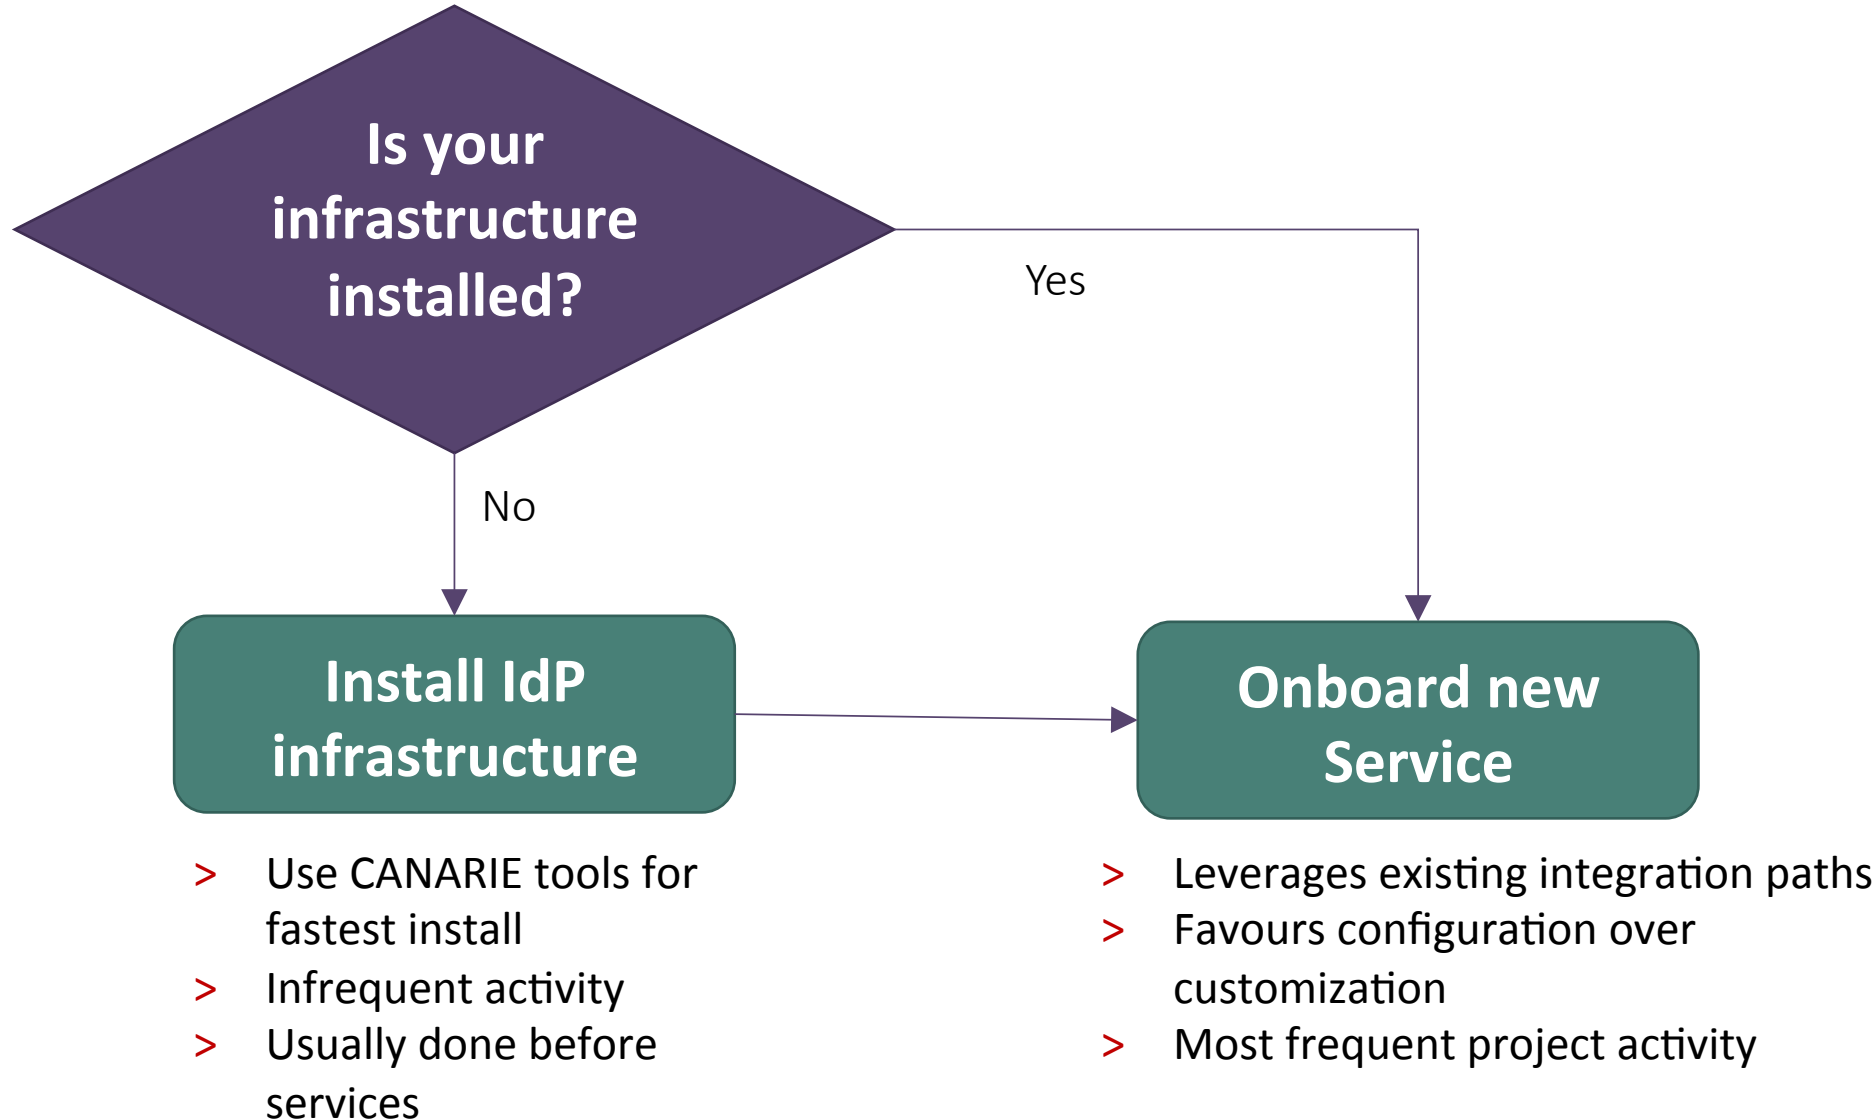 Is your
infrastructure
installed?
Yes
No
Install IdP
infrastructure
Onboard new
Service
> Use CANARIE tools for
fastest install
> Infrequent activity
> Usually done before
services
> Leverages existing integration paths
> Favours configuration over
customization
> Most frequent project activity